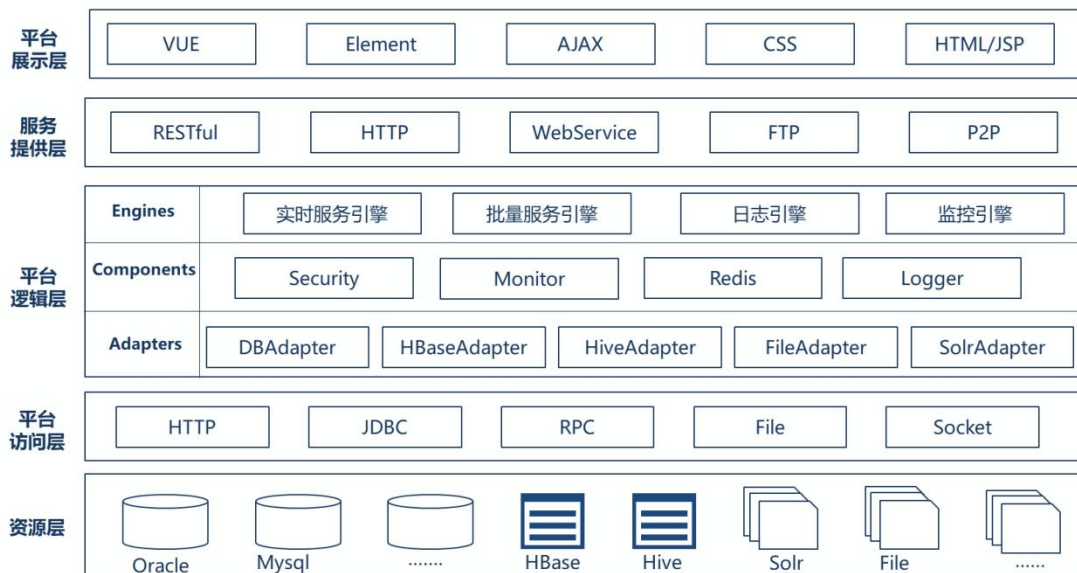 平台
展示层
VUE
Element
AJAX
CSS
HTML/JSP
服务
提供层
RESTful
HTTP
WebService
FTP
P2P
平台
逻辑层
Engines
实时服务引擎
批量服务引擎
日志引擎
监控引擎
Components
Security
Monitor
Redis
Logger
Adapters
DBAdapter
HBaseAdapter
HiveAdapter
FileAdapter
SolrAdapter
平台
访问层
HTTP
JDBC
RPC
File
Socket
资源层
Oracle
Mysql
.......
HBase
Hive
Solr
File
......